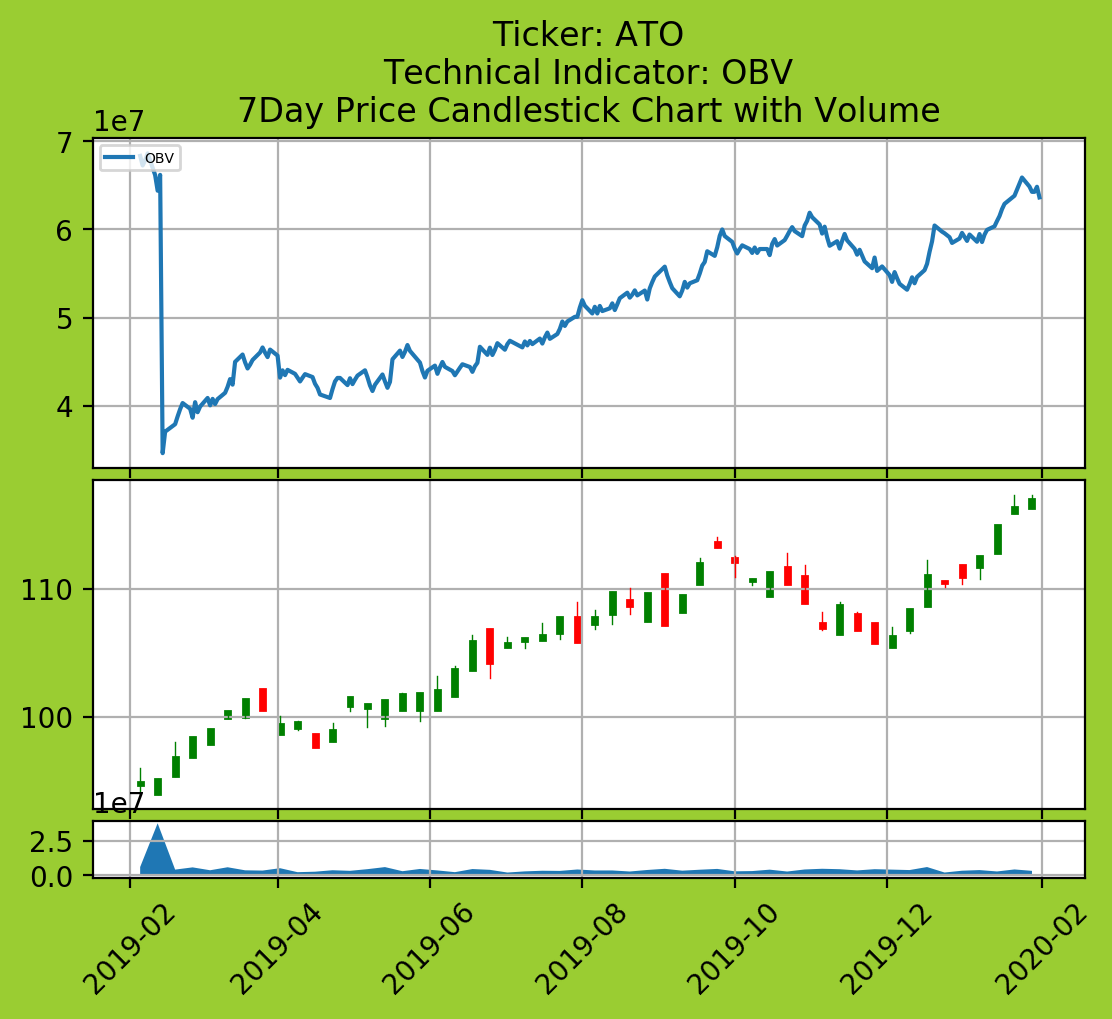 Ticker: ATO
Technical Indicator: OBV
7Day Price Candlestick Chart with Volume
1e7
OBV
7
6
5
4
110
100
1e7
2.5
0.0
2019-02
2019-04
2019-06
2019-08
2019-10
2019-12
2020-02